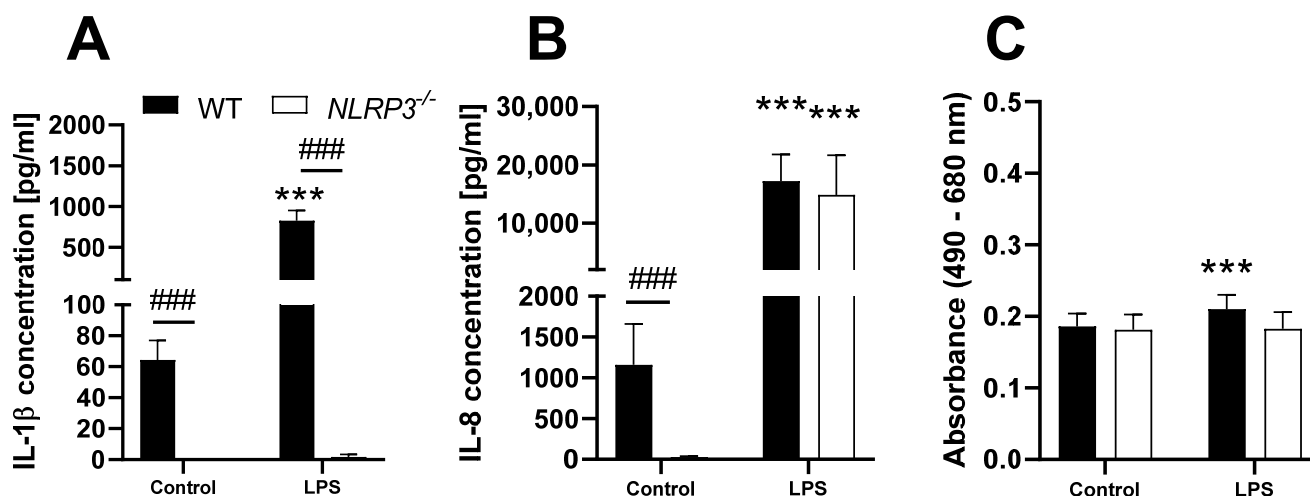 A
B
C
WT
NLRP3-/-
IL-1β concentration [pg/ml]
2000
1500
1000
500
100
80
60
40
20
0
###
###
***
Control
LPS
IL-8 concentration [pg/ml]
30,000
20,000
10,000
2000
1500
1000
500
0
###
***
***
Control
LPS
Absorbance (490 - 680 nm)
0.5
0.4
0.3
0.2
0.1
0.0
***
Control
LPS